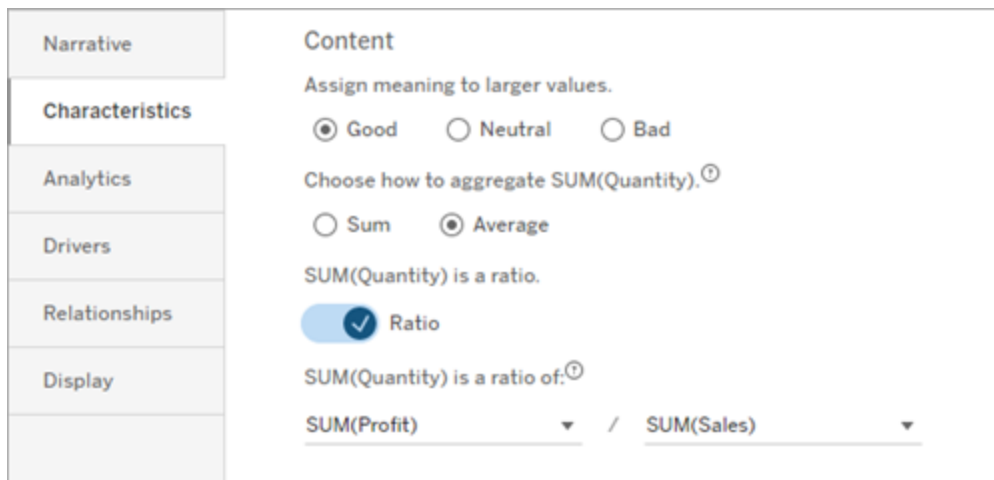 Narrative
Characteristics
Analytics
Drivers
Relationships
Display
Content
Assign meaning to larger values.
Good Neutral Bad
Choose how to aggregate SUM(Quantity).
Sum Average
SUM(Quantity) is a ratio.
Ratio
SUM(Quantity) is a ratio of:
SUM(Profit) / SUM(Sales)